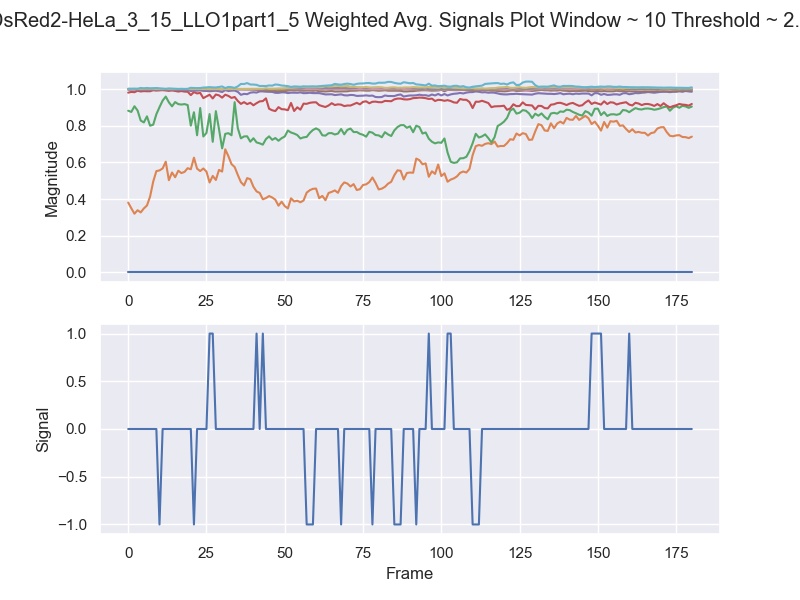 DsRed2-HeLa_3_15_LLO1part1_5 Weighted Avg. Signals Plot Window ~ 10 Threshold ~ 2.
1.0
0.8
0.6
0.4
0.2
0.0
Magnitude
0 25 50 75 100 125 150 175
1.0
0.5
0.0
−0.5
−1.0
Signal
0 25 50 75 100 125 150 175
Frame